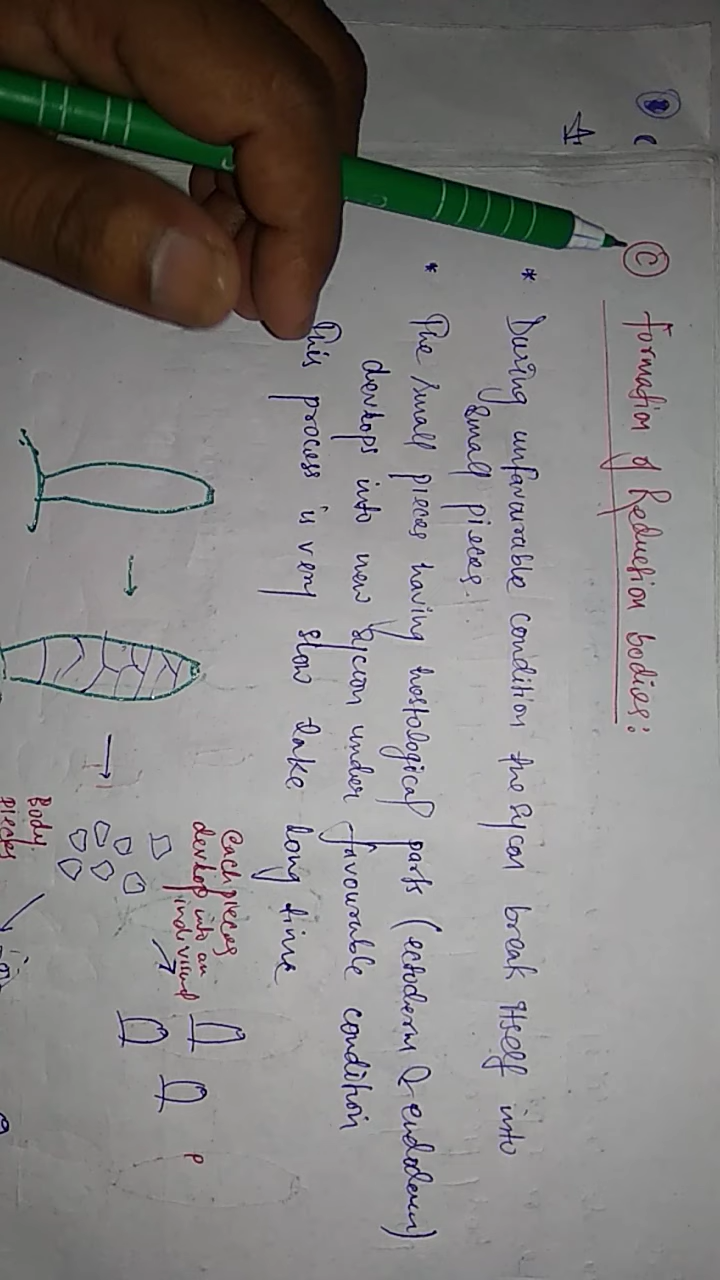 C Formation of Reduction bodies:
* During unfavourable condition the Sycon break itself into
small pieces.
* The small pieces having hostological parts (ectoderm & endoderm)
develops into new Sycon under favourable condition
This process is very slow take long time
Each pieces
develop into an
individual
Body
pieces
P